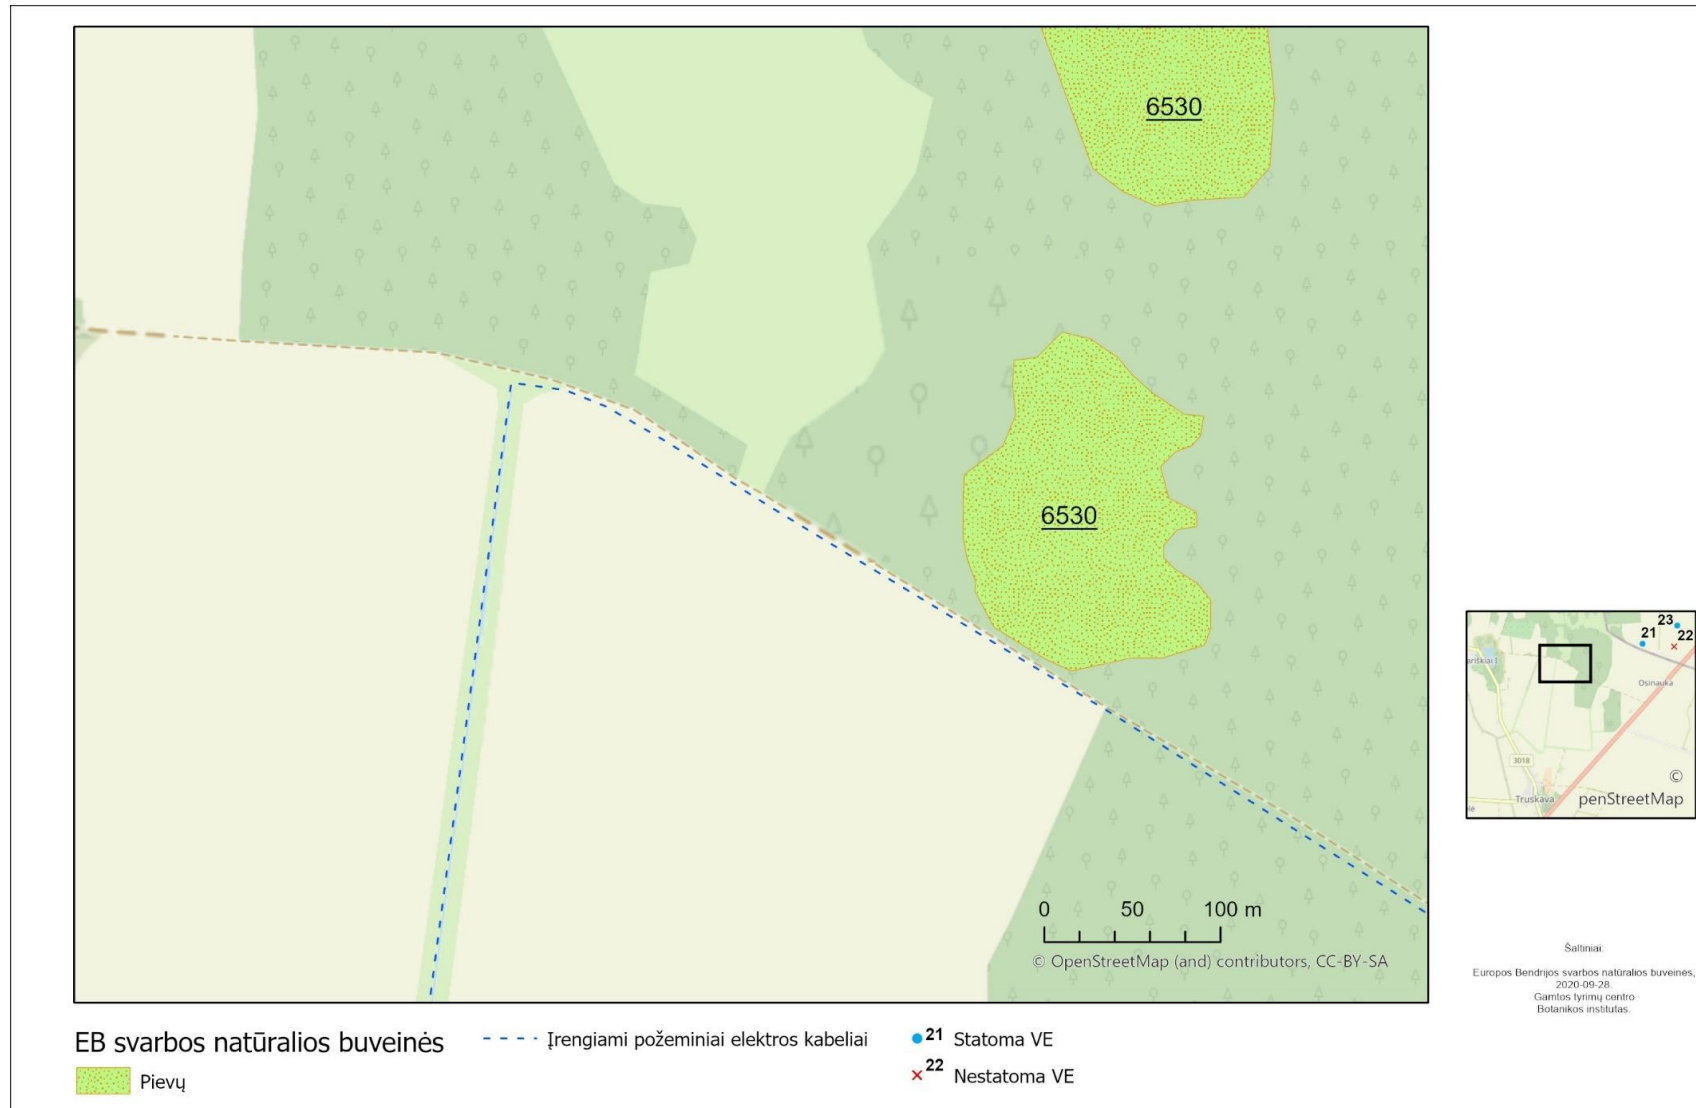 6530
6530
0 50 100 m
© OpenStreetMap (and) contributors, CC-BY-SA
23
21
22
ariškiai I
Osinauka
3018
Truskava
©
penStreetMap
Šaltiniai:
Europos Bendrijos svarbos natūralios buveinės,
2020-09-28.
Gamtos tyrimų centro
Botanikos institutas.
EB svarbos natūralios buveinės
Pievų
Įrengiami požeminiai elektros kabeliai
21 Statoma VE
22 Nestatoma VE